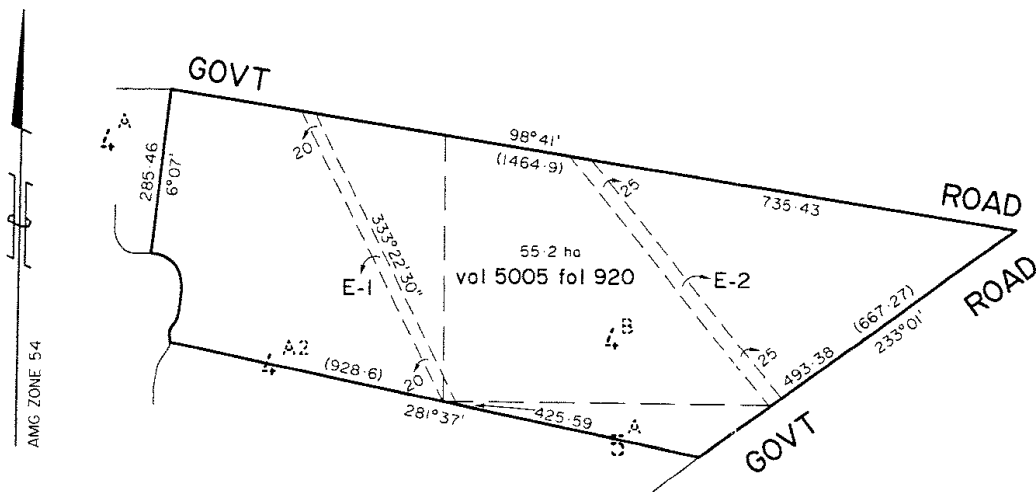 GOVT
98°41'
(1464·9)
735·43
ROAD
A
285·46
6°07'
20
25
333°22'30"
55·2 ha
vol 5005 fol 920
E-1
E-2
B
(667·27)
ROAD
233°01'
493·38
25
A2
(928·6)
20
281°37'
425·59
A
GOVT
AMG ZONE 54